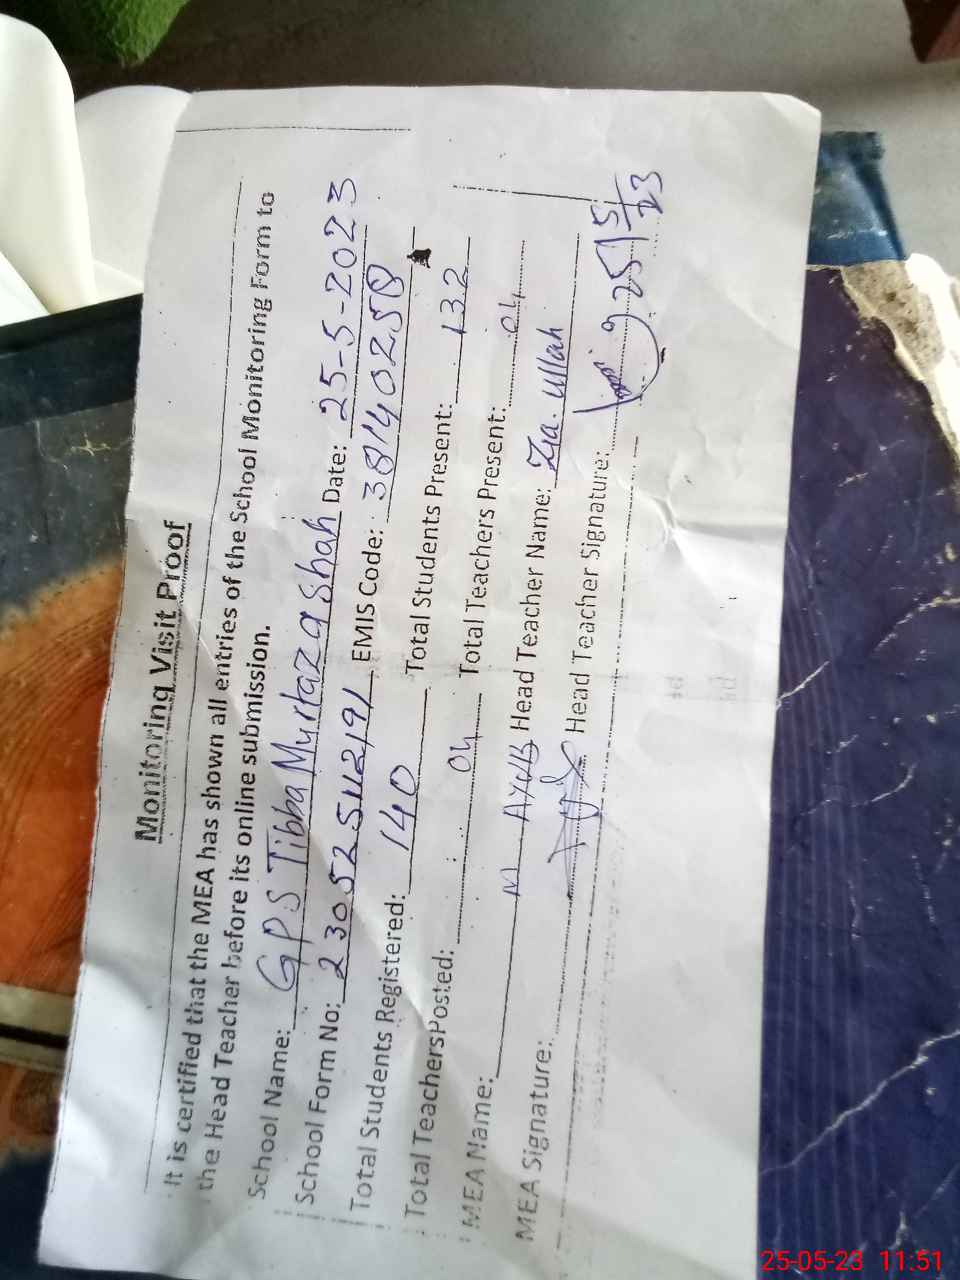 Monitoring Visit Proof
It is certified that the MEA has shown all entries of the School Monitoring Form to
the Head Teacher before its online submission.
School Name: GPS Tibba Murtaza Shah Date: 25-5-2023
School Form No: 230525112191 EMIS Code: 38140258
Total Students Registered: 140 Total Students Present: 132
Total Teachers Posted: 04 Total Teachers Present: 04
MEA Name: M AYUB Head Teacher Name: Zia ullah
MEA Signature: Head Teacher Signature: 25/5/23
25-05-23 11:51